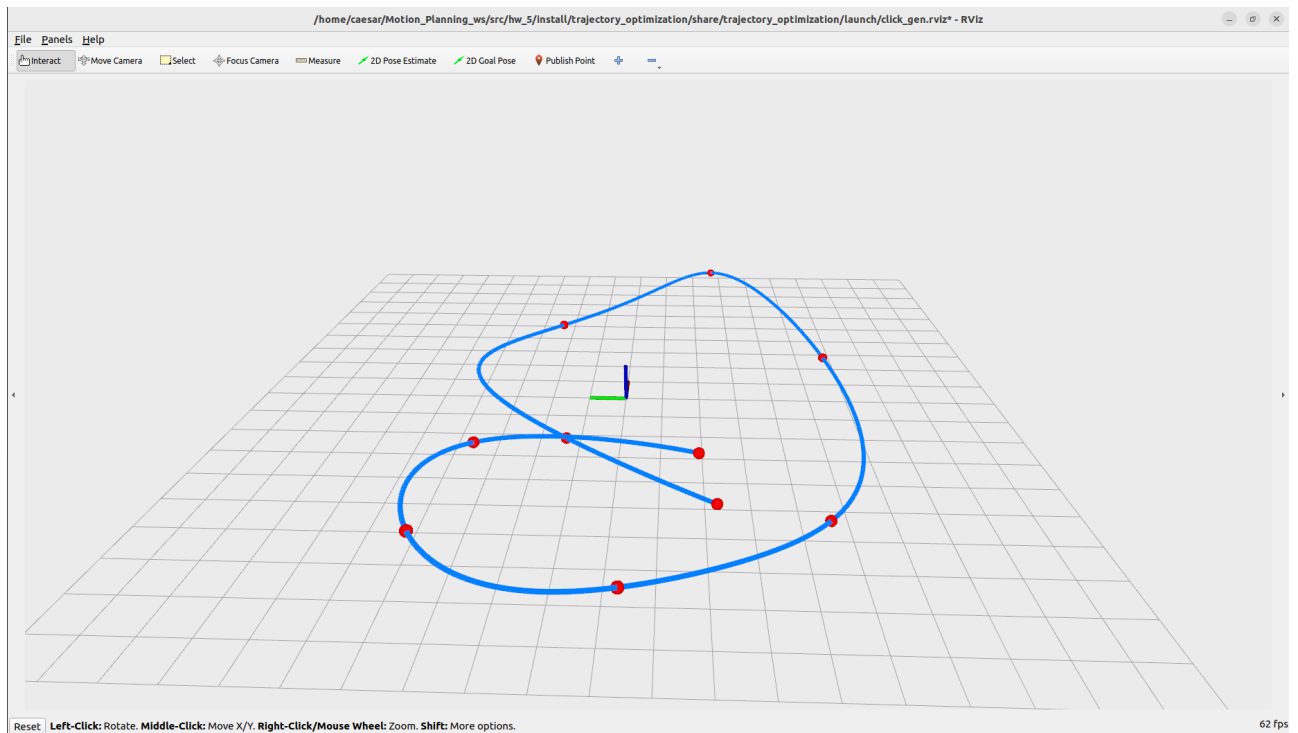 /home/caesar/Motion_Planning_ws/src/hw_5/install/trajectory_optimization/share/trajectory_optimization/launch/click_gen.rviz* - RViz
File Panels Help
Interact Move Camera Select Focus Camera Measure 2D Pose Estimate 2D Goal Pose Publish Point
Reset Left-Click: Rotate. Middle-Click: Move X/Y. Right-Click/Mouse Wheel: Zoom. Shift: More options. 62 fps